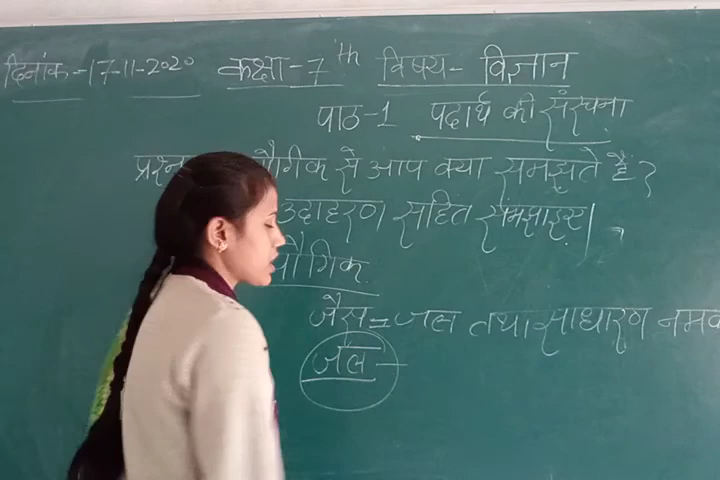 दिनांक-17-11-2020 कक्षा-7th विषय- विज्ञान
पाठ-1 पदार्थ की संरचना
प्रश्न यौगिक से आप क्या समझते हैं?
उदाहरण सहित समझाइए।
यौगिक
जैसे=जल तथा साधारण नमक
जल-